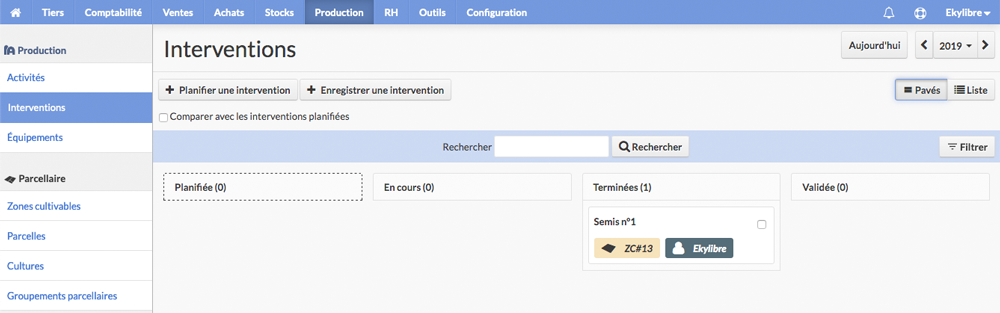 Tiers Comptabilité Ventes Achats Stocks Production RH Outils Configuration Ekylibre
Production
Activités
Interventions
Équipements
Parcellaire
Zones cultivables
Parcelles
Cultures
Groupements parcellaires
Interventions
Aujourd'hui 2019
Planifier une intervention Enregistrer une intervention Pavés Liste
Comparer avec les interventions planifiées
Rechercher Rechercher Filtrer
Planifiée (0) En cours (0) Terminées (1) Validée (0)
Semis n°1
ZC#13 Ekylibre